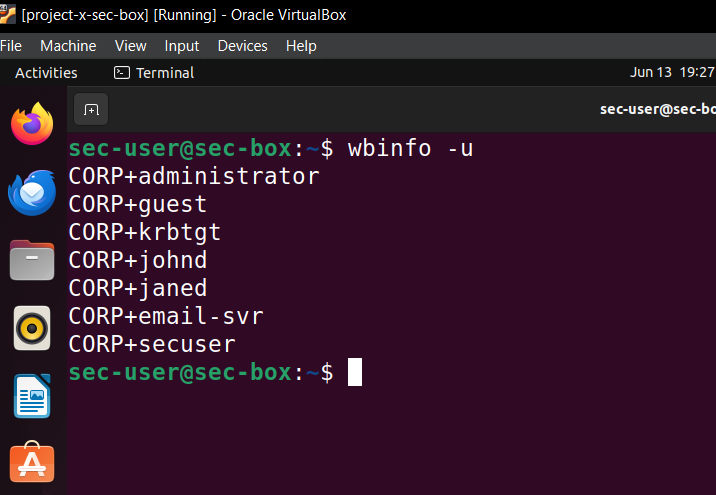 [project-x-sec-box] [Running] - Oracle VirtualBox
File Machine View Input Devices Help
Activities Terminal Jun 13 19:27
sec-user@sec-bo
sec-user@sec-box:~$ wbinfo -u
CORP+administrator
CORP+guest
CORP+krbtgt
CORP+johnd
CORP+janed
CORP+email-svr
CORP+secuser
sec-user@sec-box:~$